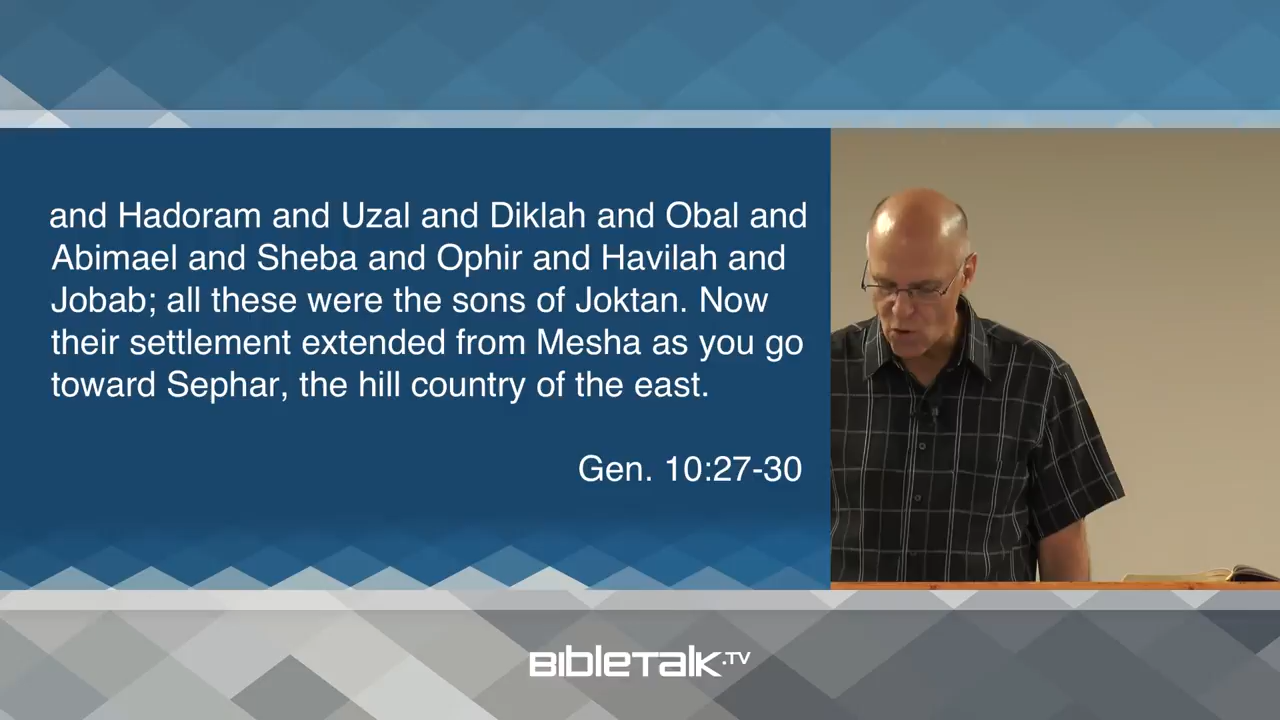 and Hadoram and Uzal and Diklah and Obal and
Abimael and Sheba and Ophir and Havilah and
Jobab; all these were the sons of Joktan. Now
their settlement extended from Mesha as you go
toward Sephar, the hill country of the east.
Gen. 10:27-30
BIBLETALK.TV